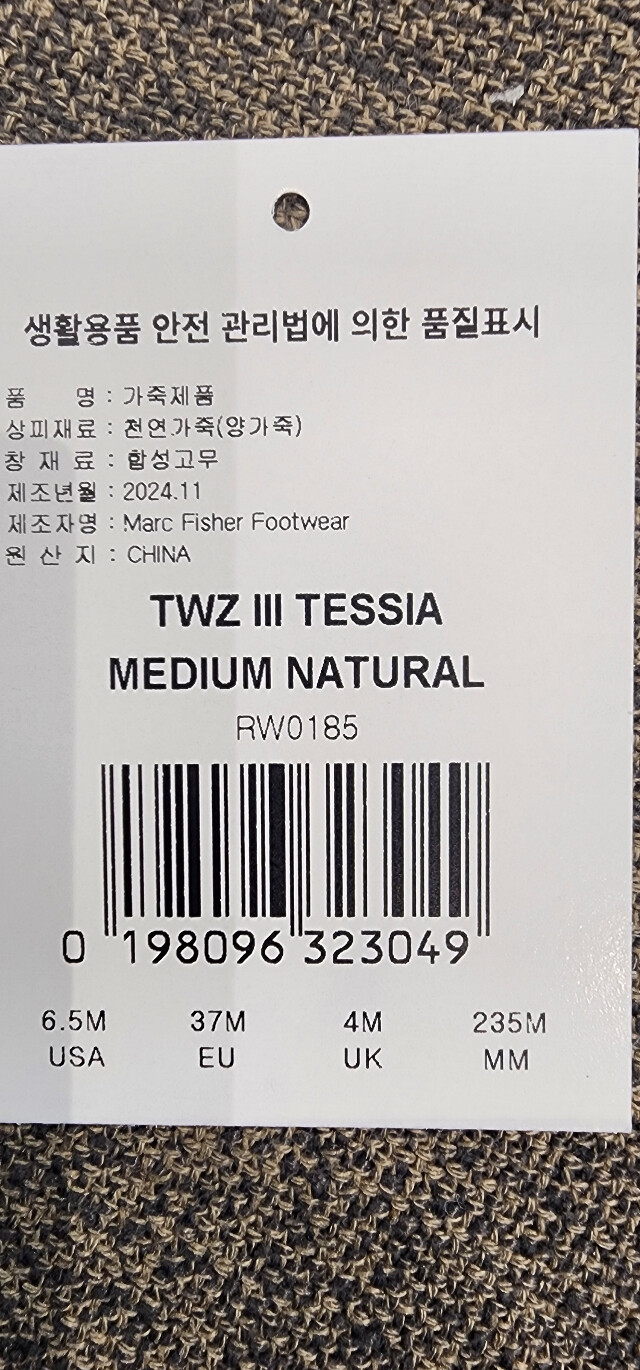 생활용품 안전 관리법에 의한 품질표시
품 명 : 가죽제품
상피재료 : 천연가죽(양가죽)
창 재 료 : 합성고무
제조년월 : 2024.11
제조자명 : Marc Fisher Footwear
원 산 지 : CHINA
TWZ III TESSIA
MEDIUM NATURAL
RW0185
0 198096 323049
6.5M 37M 4M 235M
USA EU UK MM